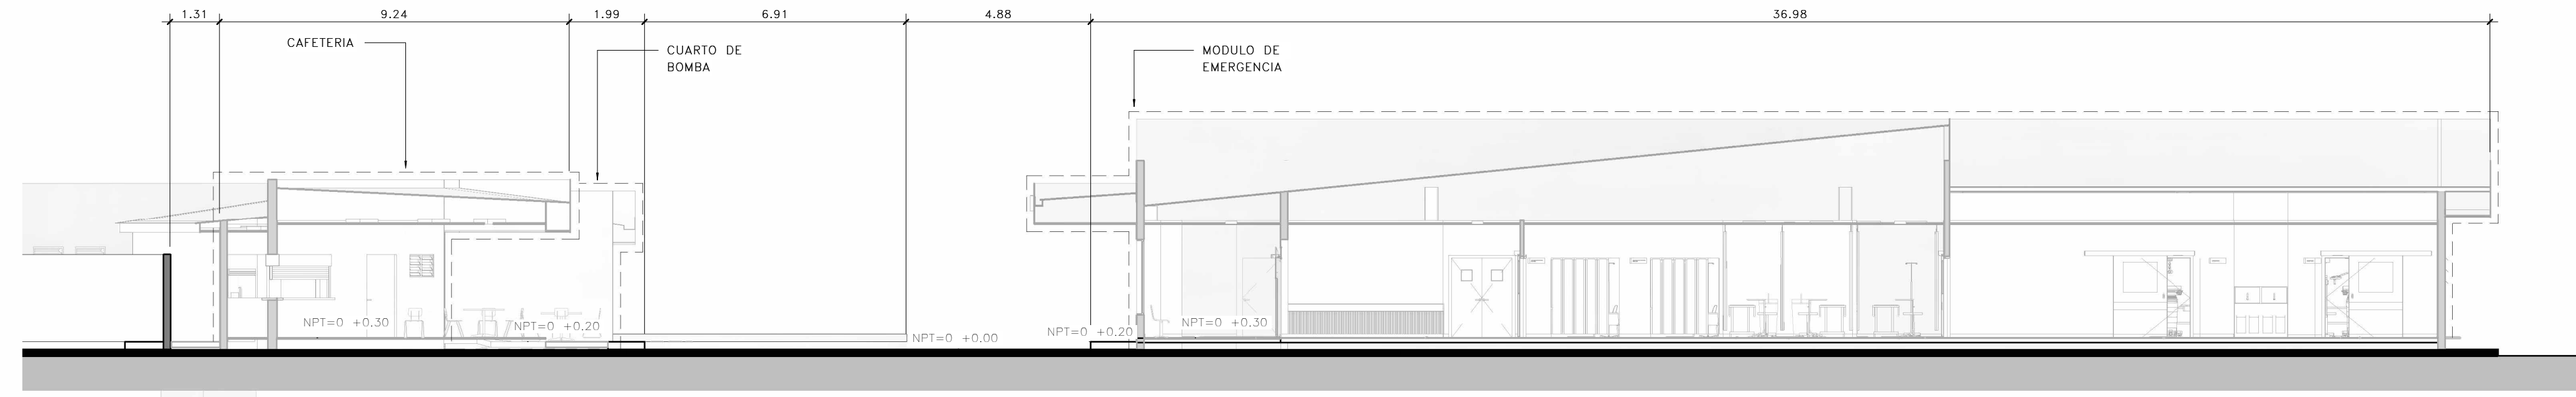 1.31 9.24 1.99 6.91 4.88 36.98
CAFETERIA
CUARTO DE
BOMBA
MODULO DE
EMERGENCIA
NPT=0 +0.30
NPT=0 +0.20
NPT=0 +0.00
NPT=0 +0.20
NPT=0 +0.30